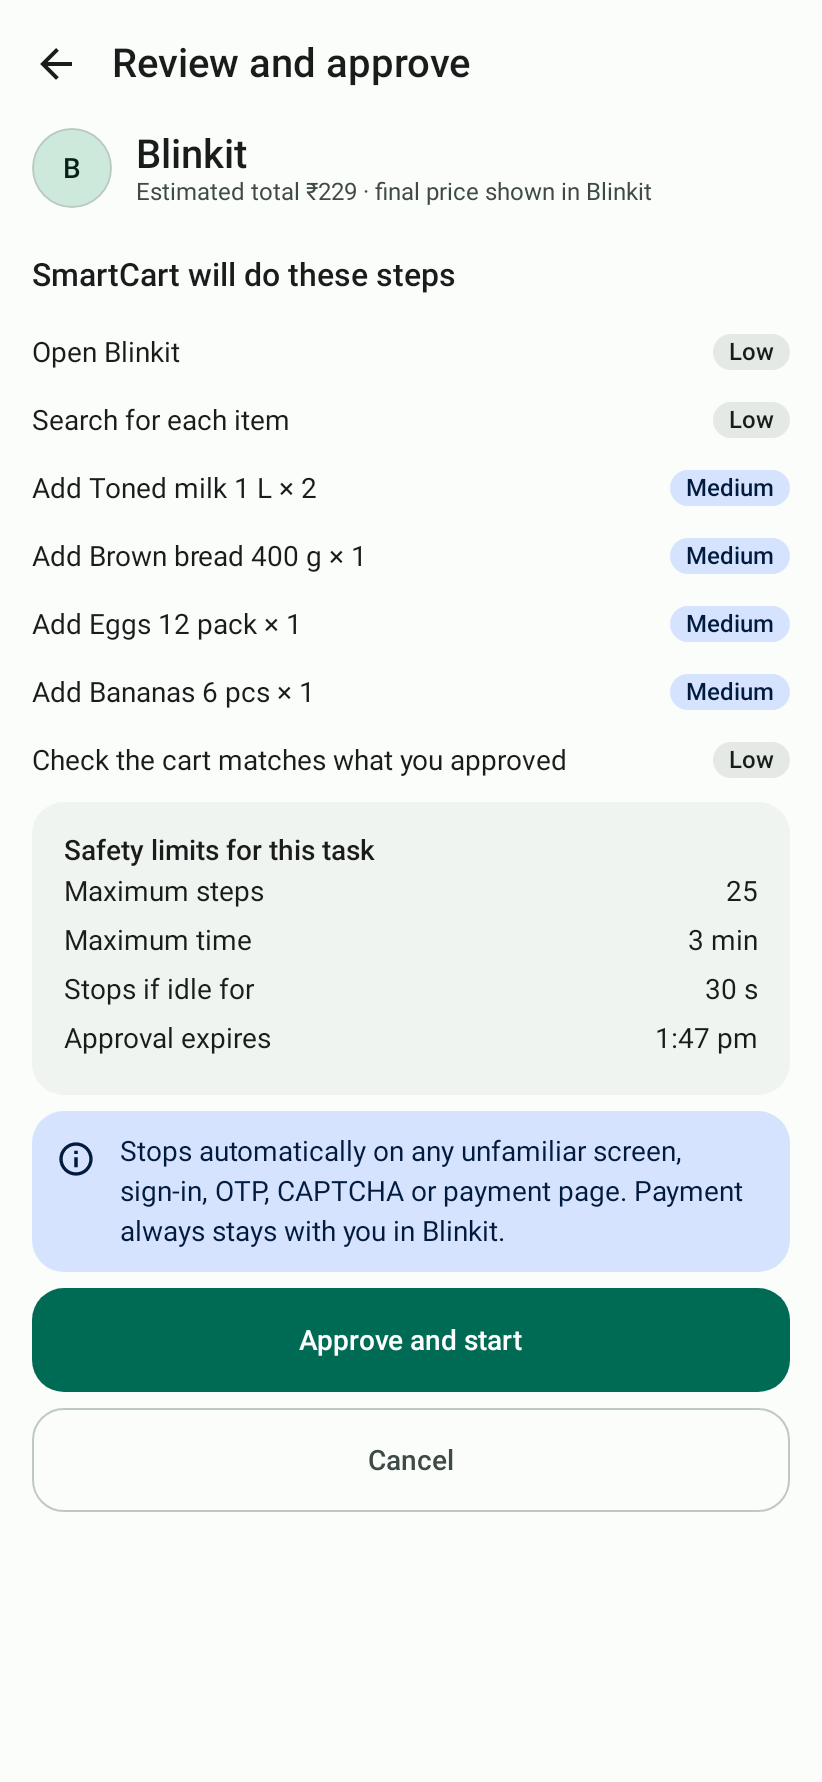 Review and approve
B
Blinkit
Estimated total ₹229 · final price shown in Blinkit
SmartCart will do these steps
Open Blinkit Low
Search for each item Low
Add Toned milk 1 L × 2 Medium
Add Brown bread 400 g × 1 Medium
Add Eggs 12 pack × 1 Medium
Add Bananas 6 pcs × 1 Medium
Check the cart matches what you approved Low
Safety limits for this task
Maximum steps 25
Maximum time 3 min
Stops if idle for 30 s
Approval expires 1:47 pm
Stops automatically on any unfamiliar screen,
sign-in, OTP, CAPTCHA or payment page. Payment
always stays with you in Blinkit.
Approve and start
Cancel